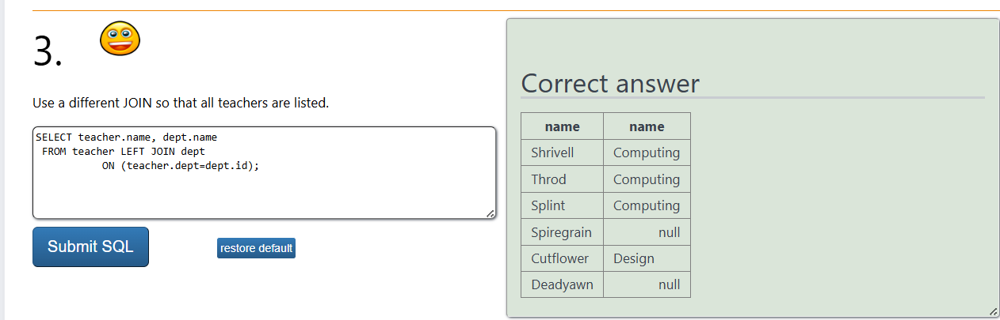 3.
Use a different JOIN so that all teachers are listed.
SELECT teacher.name, dept.name
FROM teacher LEFT JOIN dept
ON (teacher.dept=dept.id);
Submit SQL
restore default
Correct answer
name name
Shrivell Computing
Throd Computing
Splint Computing
Spiregrain null
Cutflower Design
Deadyawn null